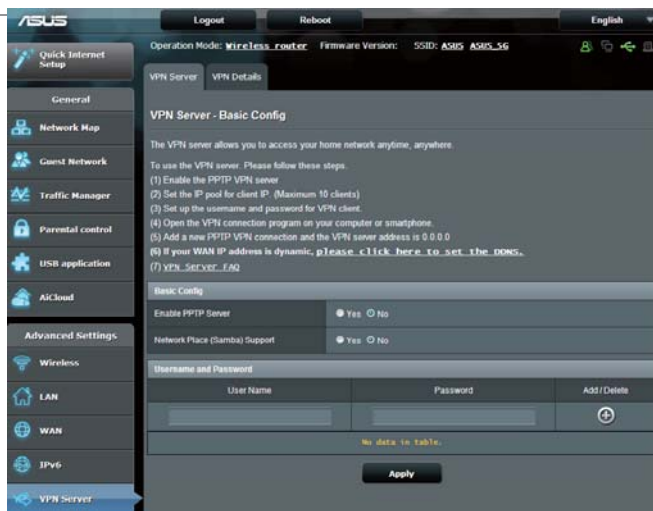 ASUS
Logout
Reboot
English
Quick Internet
Setup
Operation Mode: Wireless router Firmware Version: SSID: ASUS ASUS_5G
VPN Server
VPN Details
General
Network Map
Guest Network
Traffic Manager
Parental control
USB application
AiCloud
Advanced Settings
Wireless
LAN
WAN
IPv6
VPN Server
VPN Server - Basic Config
The VPN server allows you to access your home network anytime, anywhere.
To use the VPN server. Please follow these steps.
(1) Enable the PPTP VPN server
(2) Set the IP pool for client IP. (Maximum 10 clients)
(3) Set up the username and password for VPN client.
(4) Open the VPN connection program on your computer or smartphone.
(5) Add a new PPTP VPN connection and the VPN server address is 0.0.0.0
(6) If your WAN IP address is dynamic, please click here to set the DDNS.
(7) VPN Server FAQ
Basic Config
Enable PPTP Server
Yes No
Network Place (Samba) Support
Yes No
Username and Password
User Name
Password
Add / Delete
No data in table.
Apply